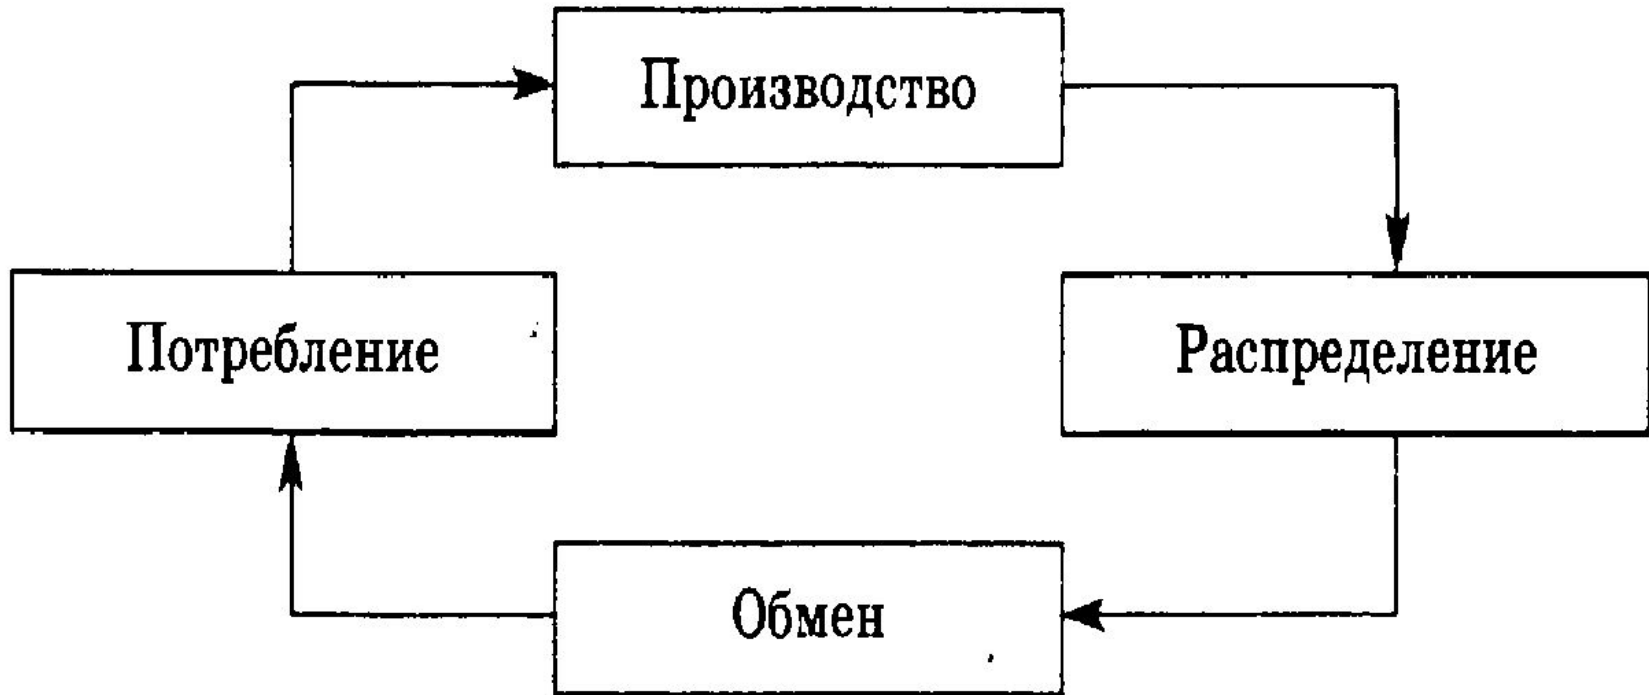 Производство
Потребление
Распределение
Обмен